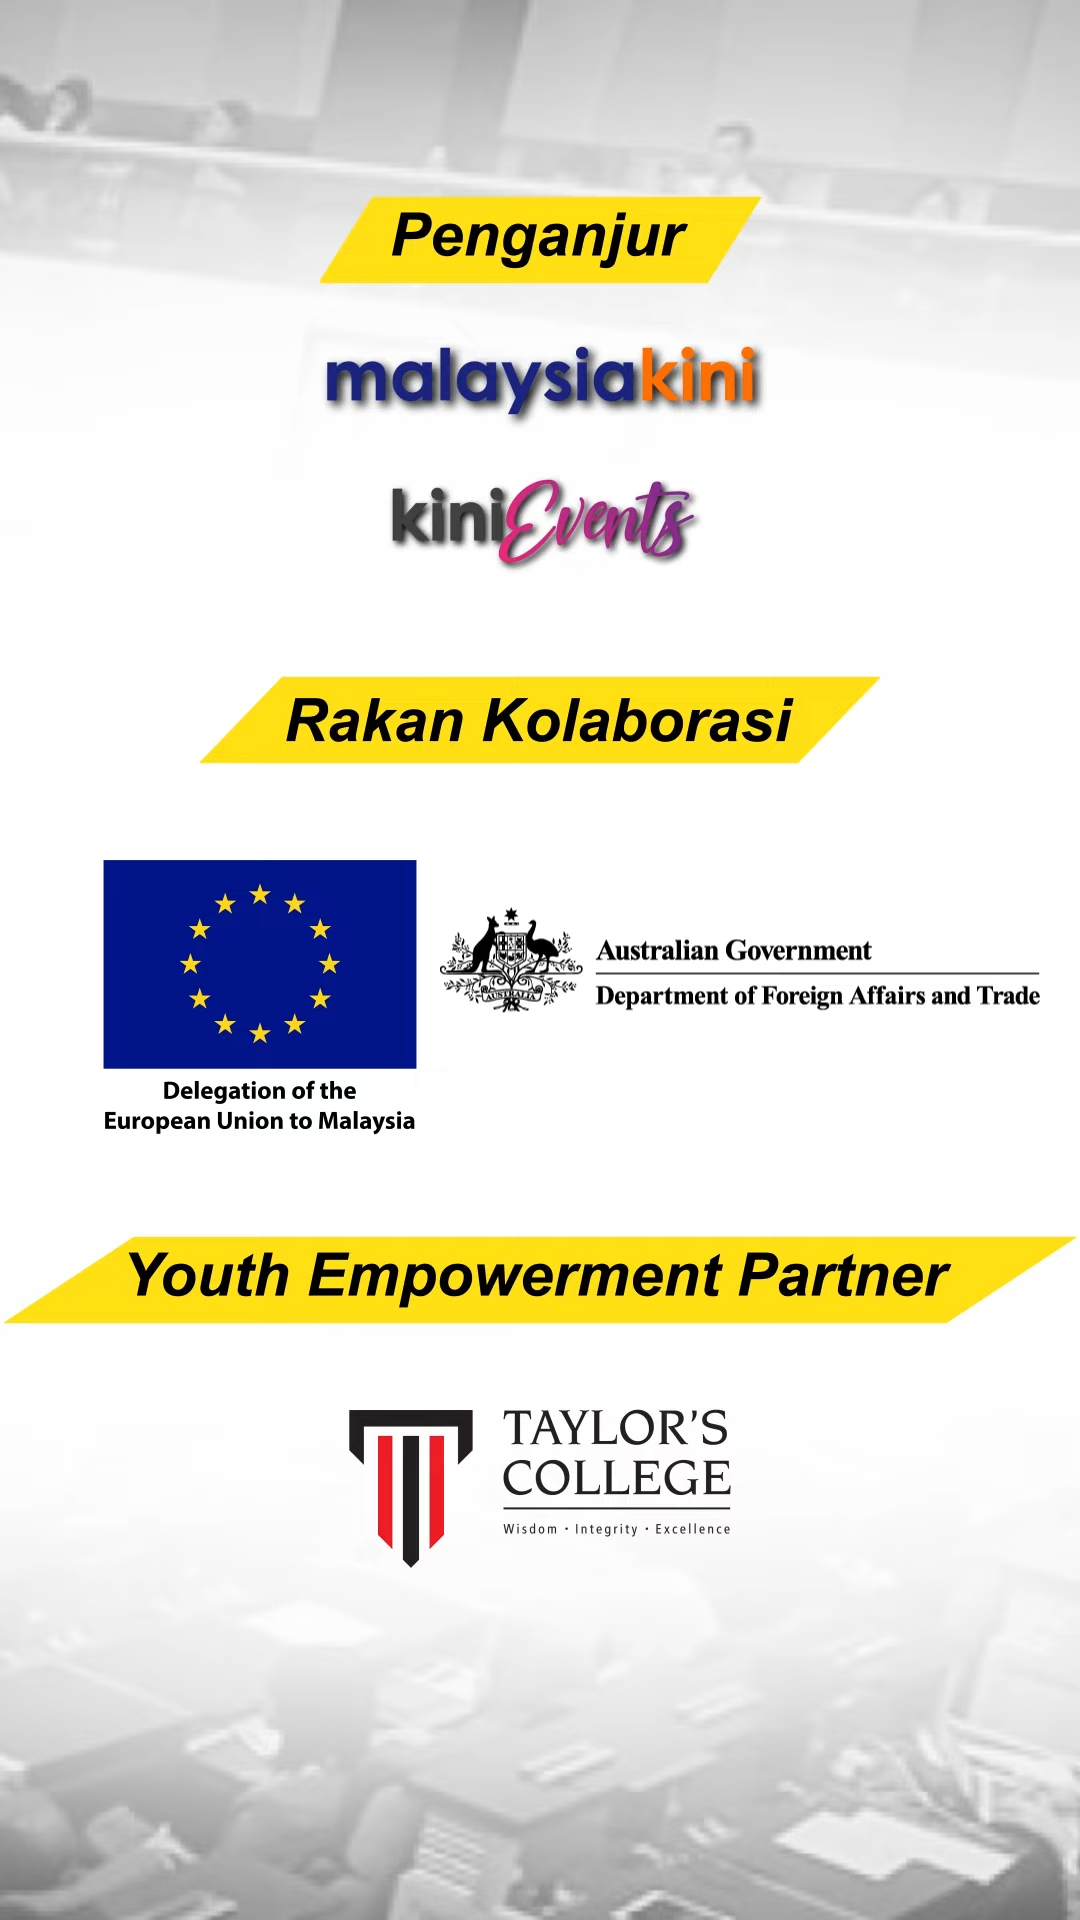 Penganjur
malaysiakini
kiniEvents
Rakan Kolaborasi
Australian Government
AUSTRALIA
Department of Foreign Affairs and Trade
Delegation of the
European Union to Malaysia
Youth Empowerment Partner
TAYLOR'S
COLLEGE
Wisdom • Integrity • Excellence